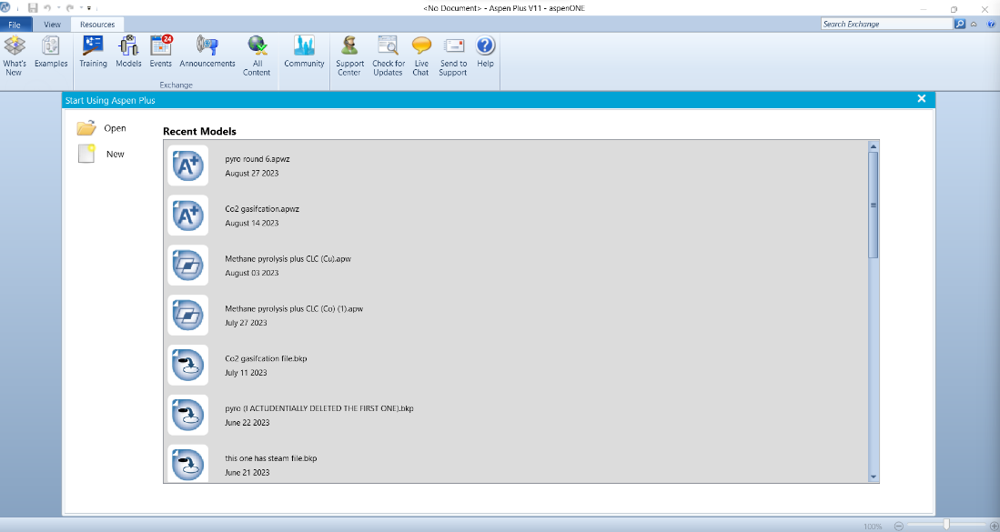 <No Document> - Aspen Plus V11 - aspenONE
File View Resources
Search Exchange
What's New
Examples
Training
Models
24
Events
Announcements
All Content
Community
Support Center
Check for Updates
Live Chat
Send to Support
Help
Exchange
Start Using Aspen Plus
Open
New
Recent Models
pyro round 6.apwz
August 27 2023
Co2 gasifcation.apwz
August 14 2023
Methane pyrolysis plus CLC (Cu).apw
August 03 2023
Methane pyrolysis plus CLC (Co) (1).apw
July 27 2023
Co2 gasifcation file.bkp
July 11 2023
pyro (I ACTUDENTIALLY DELETED THE FIRST ONE).bkp
June 22 2023
this one has steam file.bkp
June 21 2023
100%